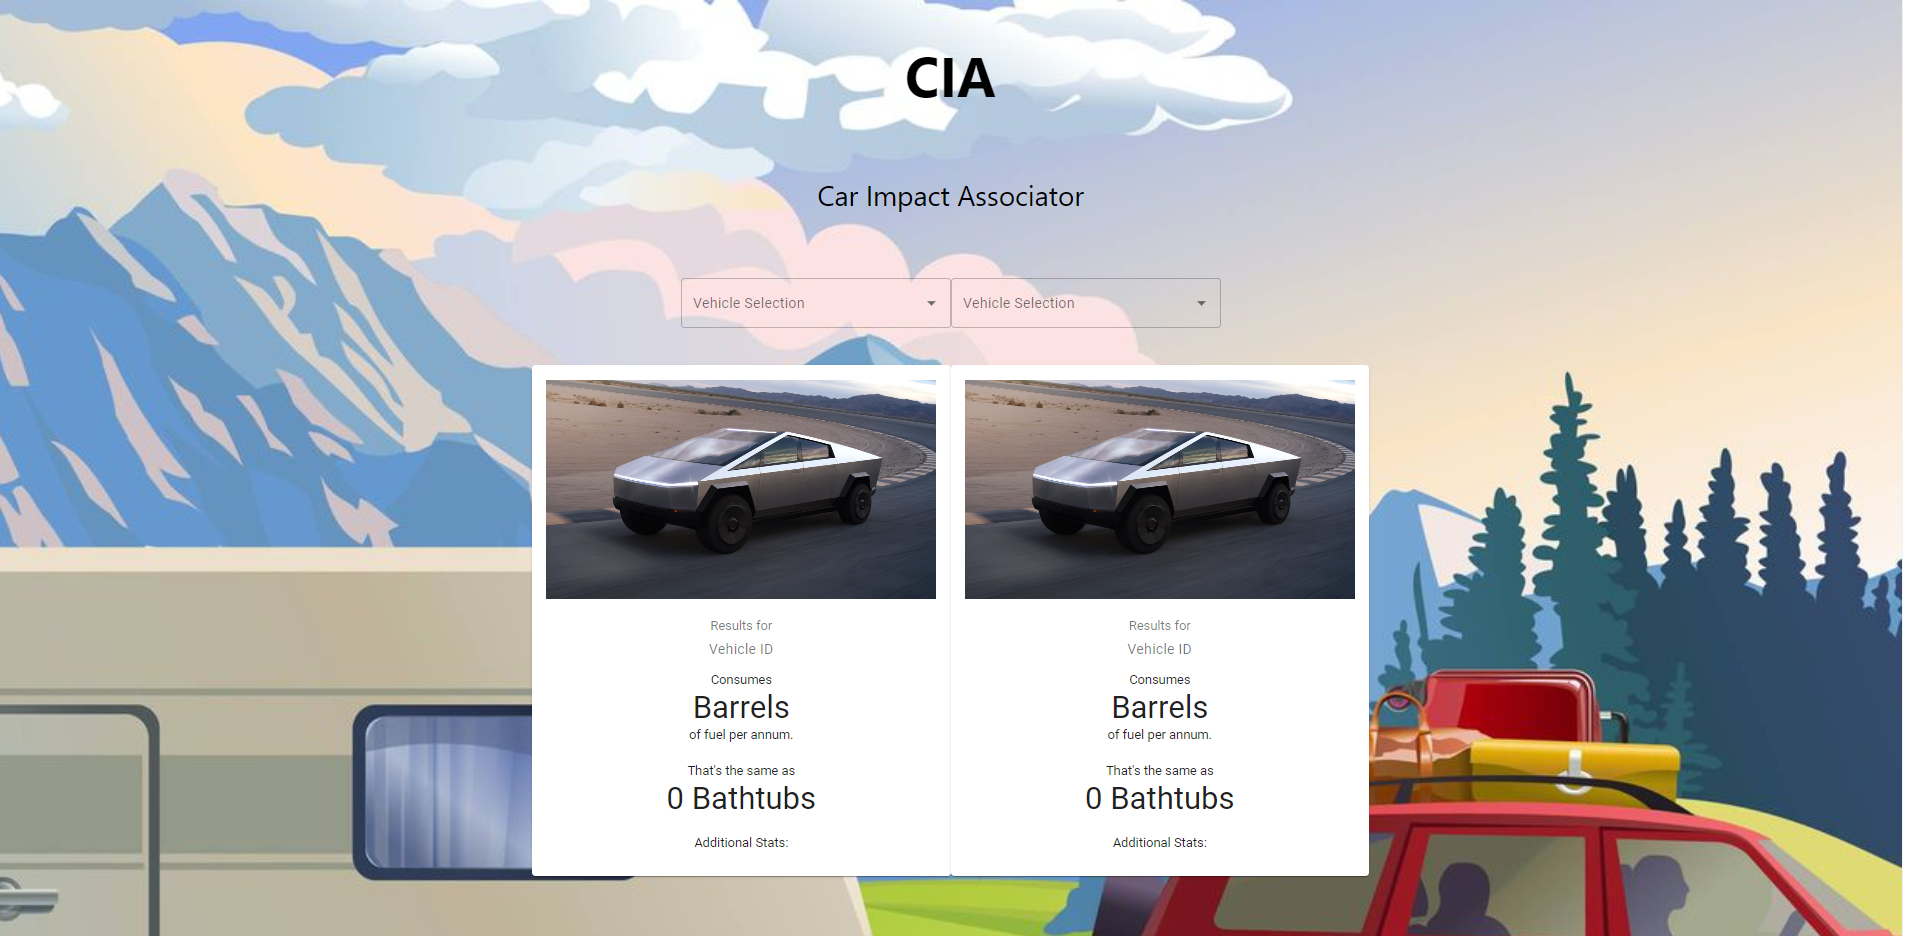 CIA
Car Impact Associator
Vehicle Selection
Vehicle Selection
Results for
Vehicle ID
Consumes
Barrels
of fuel per annum.
That's the same as
0 Bathtubs
Additional Stats:
Results for
Vehicle ID
Consumes
Barrels
of fuel per annum.
That's the same as
0 Bathtubs
Additional Stats: